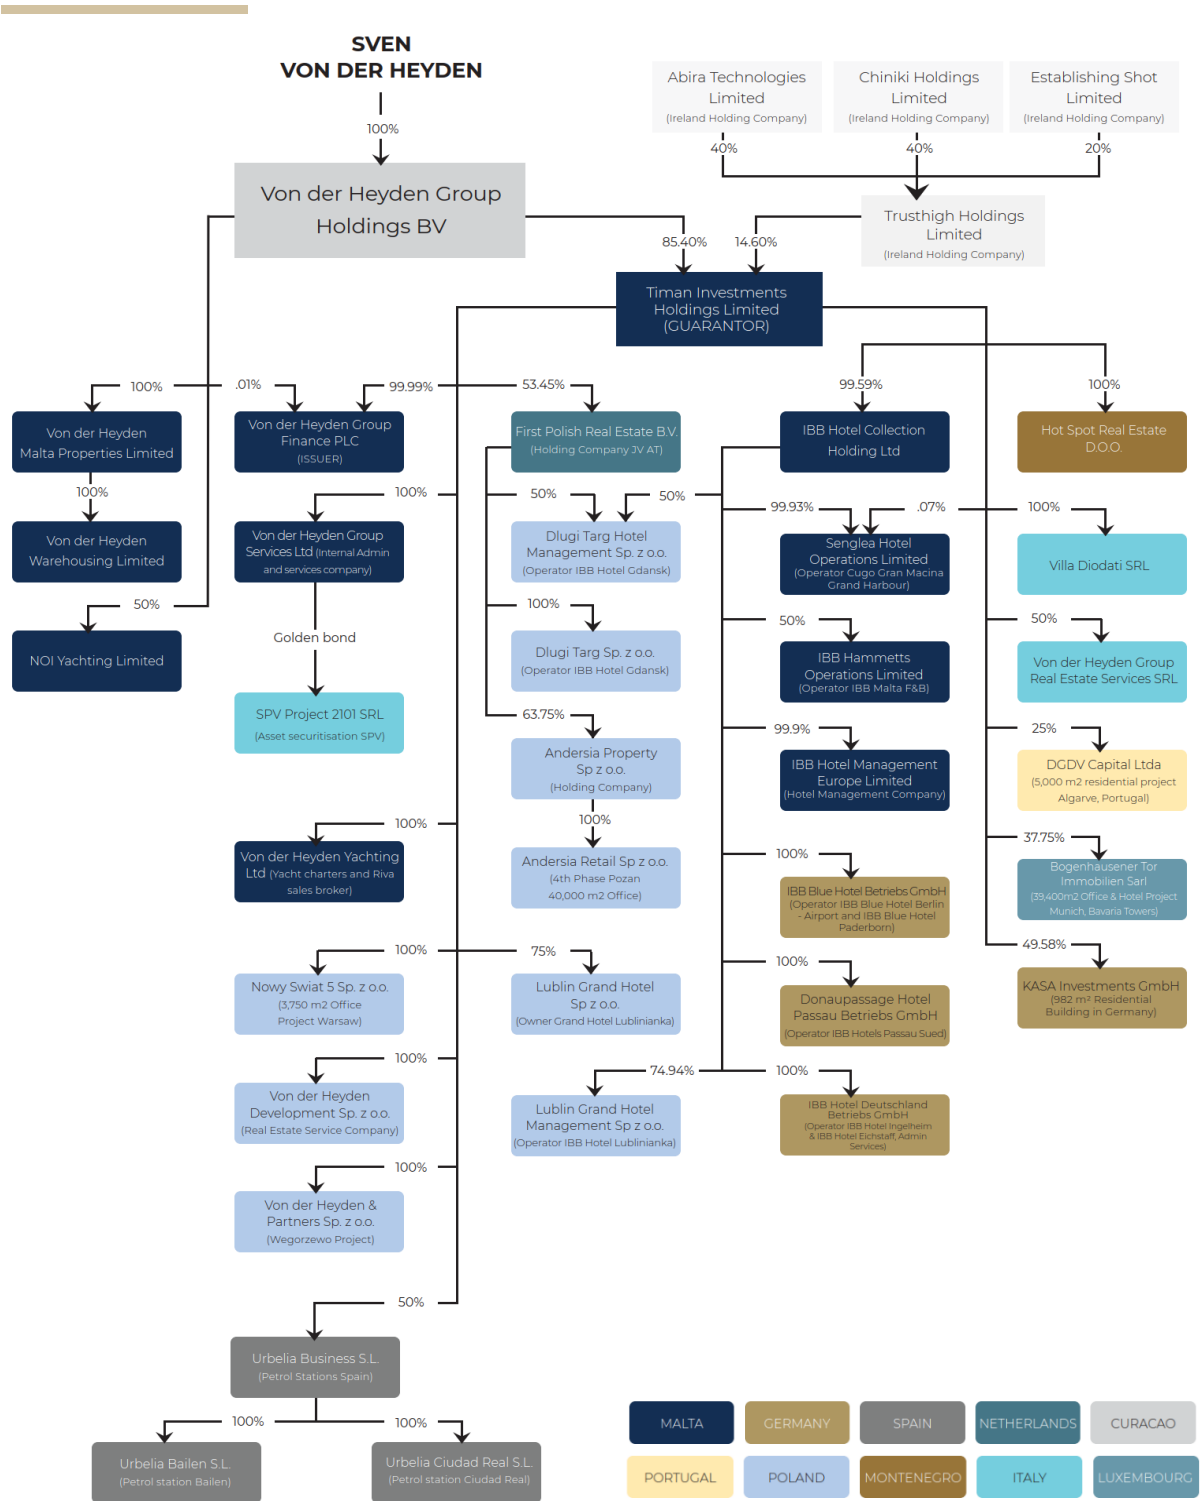 SVEN
VON DER HEYDEN
100%
Von der Heyden Group
Holdings BV
Abira Technologies
Limited
(Ireland Holding Company)
40%
Chiniki Holdings
Limited
(Ireland Holding Company)
40%
Establishing Shot
Limited
(Ireland Holding Company)
20%
Trusthigh Holdings
Limited
(Ireland Holding Company)
85.40%
14.60%
Timan Investments
Holdings Limited
(GUARANTOR)
100%
.01%
99.99%
53.45%
99.59%
100%
Von der Heyden
Malta Properties Limited
Von der Heyden Group
Finance PLC
(ISSUER)
First Polish Real Estate B.V.
(Holding Company JV AT)
IBB Hotel Collection
Holding Ltd
Hot Spot Real Estate
D.O.O.
100%
Von der Heyden
Warehousing Limited
50%
NOI Yachting Limited
100%
Von der Heyden Group
Services Ltd (Internal Admin
and services company)
Golden bond
SPV Project 2101 SRL
(Asset securitisation SPV)
100%
Von der Heyden Yachting
Ltd (Yacht charters and Riva
sales broker)
100%
Nowy Swiat 5 Sp. z o.o.
(3,750 m2 Office
Project Warsaw)
100%
Von der Heyden
Development Sp. z o.o.
(Real Estate Service Company)
100%
Von der Heyden &
Partners Sp. z o.o.
(Wegorzewo Project)
50%
Urbelia Business S.L.
(Petrol Stations Spain)
100%
100%
Urbelia Bailen S.L.
(Petrol station Bailen)
Urbelia Ciudad Real S.L.
(Petrol station Ciudad Real)
50%
50%
Dlugi Targ Hotel
Management Sp. z o.o.
(Operator IBB Hotel Gdansk)
100%
Dlugi Targ Sp. z o.o.
(Operator IBB Hotel Gdansk)
63.75%
Andersia Property
Sp z o.o.
(Holding Company)
100%
Andersia Retail Sp z o.o.
(4th Phase Pozan
40,000 m2 Office)
75%
Lublin Grand Hotel
Sp z o.o.
(Owner Grand Hotel Lublinianka)
74.94%
Lublin Grand Hotel
Management Sp z o.o.
(Operator IBB Hotel Lublinianka)
99.93%
.07%
Senglea Hotel
Operations Limited
(Operator Cugo Gran Macina
Grand Harbour)
50%
IBB Hammetts
Operations Limited
(Operator IBB Malta F&B)
99.9%
IBB Hotel Management
Europe Limited
(Hotel Management Company)
100%
IBB Blue Hotel Betriebs GmbH
(Operator IBB Blue Hotel Berlin
- Airport and IBB Blue Hotel
Paderborn)
100%
Donaupassage Hotel
Passau Betriebs GmbH
(Operator IBB Hotels Passau Sued)
100%
IBB Hotel Deutschland
Betriebs GmbH
(Operator IBB Hotel Ingelheim
& IBB Hotel Eichstaff, Admin
Services)
100%
Villa Diodati SRL
50%
Von der Heyden Group
Real Estate Services SRL
25%
DGDV Capital Ltda
(5,000 m2 residential project
Algarve, Portugal)
37.75%
Bogenhausener Tor
Immobilien Sarl
(39,400m2 Office & Hotel Project
Munich, Bavaria Towers)
49.58%
KASA Investments GmbH
(982 m² Residential
Building in Germany)
MALTA
GERMANY
SPAIN
NETHERLANDS
CURACAO
PORTUGAL
POLAND
MONTENEGRO
ITALY
LUXEMBOURG